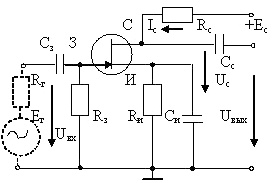 С I_c R_c +E_c
C_з З
C_c
R_г И U_c
E_г R_з R_и C_и
U_вх U_вых